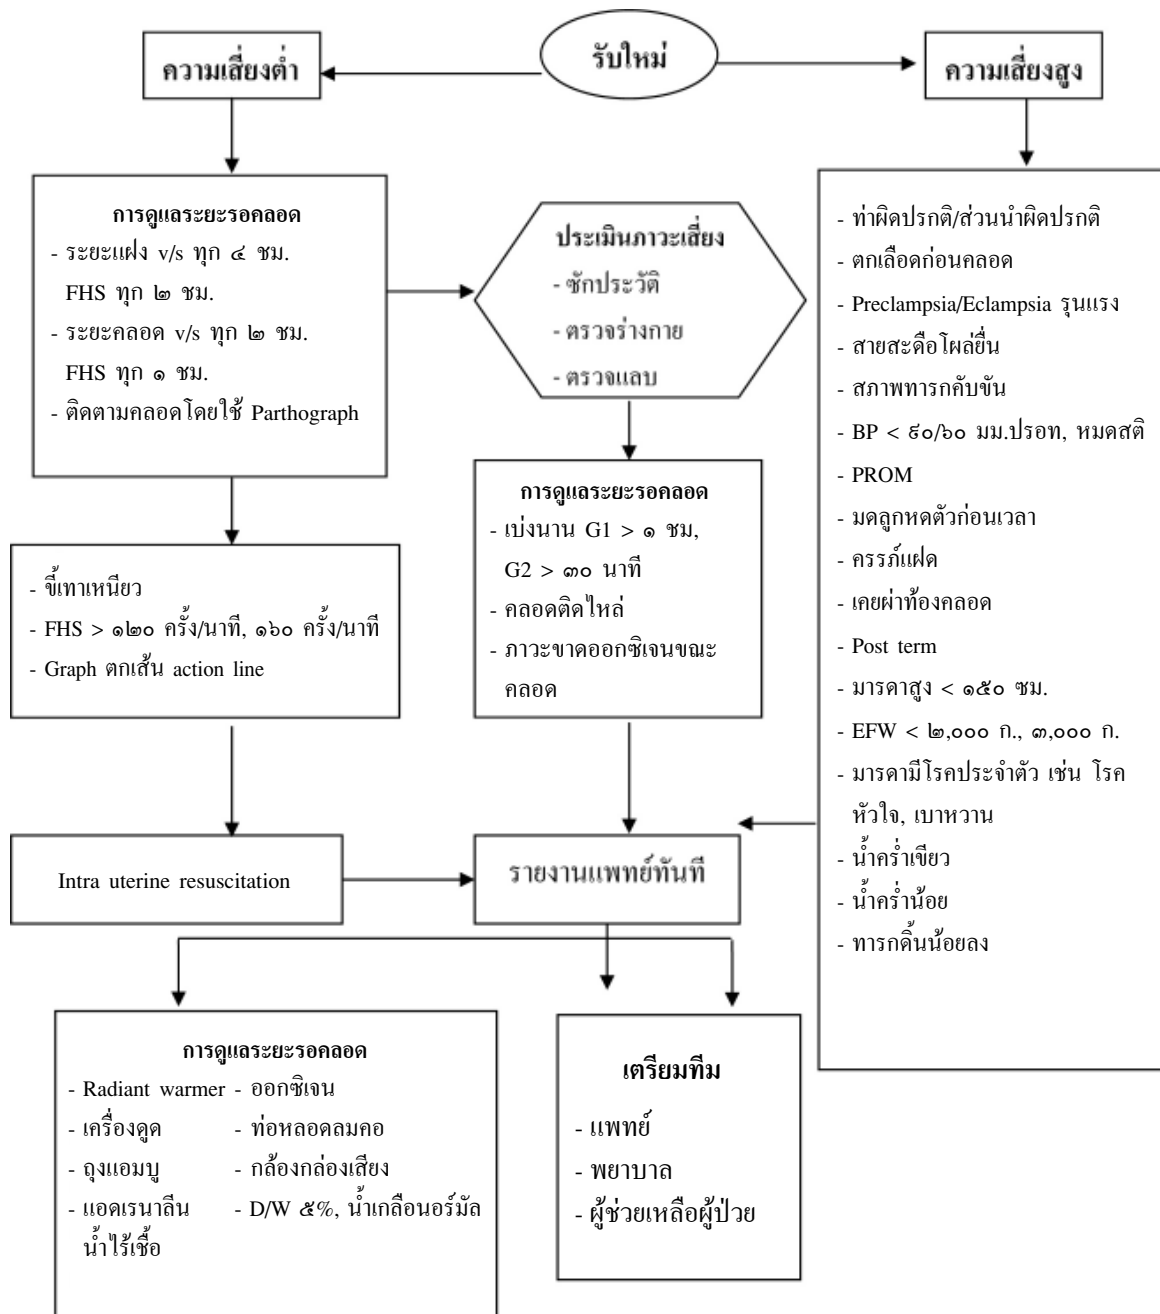 รับใหม่
ความเสี่ยงต่ำ
ความเสี่ยงสูง
การดูแลระยะรอคลอด
- ระยะแฝง v/s ทุก ๔ ชม.
FHS ทุก ๒ ชม.
- ระยะคลอด v/s ทุก ๒ ชม.
FHS ทุก ๑ ชม.
- ติดตามคลอดโดยใช้ Parthograph
ประเมินภาวะเสี่ยง
- ซักประวัติ
- ตรวจร่างกาย
- ตรวจแลบ
- ท่าผิดปรกติ/ส่วนนำผิดปรกติ
- ตกเลือดก่อนคลอด
- Preclampsia/Eclampsia รุนแรง
- สายสะดือโผล่ยื่น
- สภาพทารกคับขัน
- BP < ๙๐/๖๐ มม.ปรอท, หมดสติ
- PROM
- มดลูกหดตัวก่อนเวลา
- ครรภ์แฝด
- เคยผ่าท้องคลอด
- Post term
- มารดาสูง < ๑๕๐ ซม.
- EFW < ๒,๐๐๐ ก., ๓,๐๐๐ ก.
- มารดามีโรคประจำตัว เช่น โรค
หัวใจ, เบาหวาน
- น้ำคร่ำเขียว
- น้ำคร่ำน้อย
- ทารกดิ้นน้อยลง
- ขี้เทาเหนียว
- FHS > ๑๒๐ ครั้ง/นาที, ๑๖๐ ครั้ง/นาที
- Graph ตกเส้น action line
การดูแลระยะรอคลอด
- เบ่งนาน G1 > ๑ ชม,
G2 > ๓๐ นาที
- คลอดติดไหล่
- ภาวะขาดออกซิเจนขณะ
คลอด
Intra uterine resuscitation
รายงานแพทย์ทันที
การดูแลระยะรอคลอด
- Radiant warmer - ออกซิเจน
- เครื่องดูด - ท่อหลอดลมคอ
- ถุงแอมบู - กล้องกล่องเสียง
- แอดเรนาลีน - D/W ๕%, น้ำเกลือนอร์มัล
น้ำไร้เชื้อ
เตรียมทีม
- แพทย์
- พยาบาล
- ผู้ช่วยเหลือผู้ป่วย